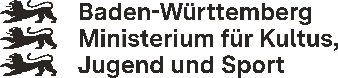 Baden-Württemberg
Ministerium für Kultus,
Jugend und Sport